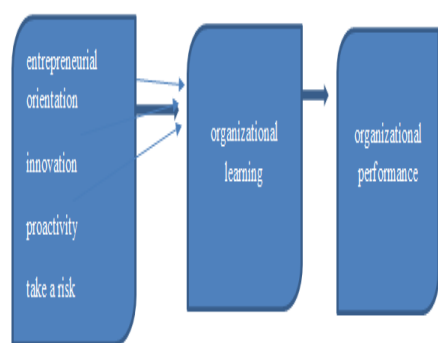 entrepreneurial
orientation
innovation
proactivity
take a risk
organizational
learning
organizational
performance